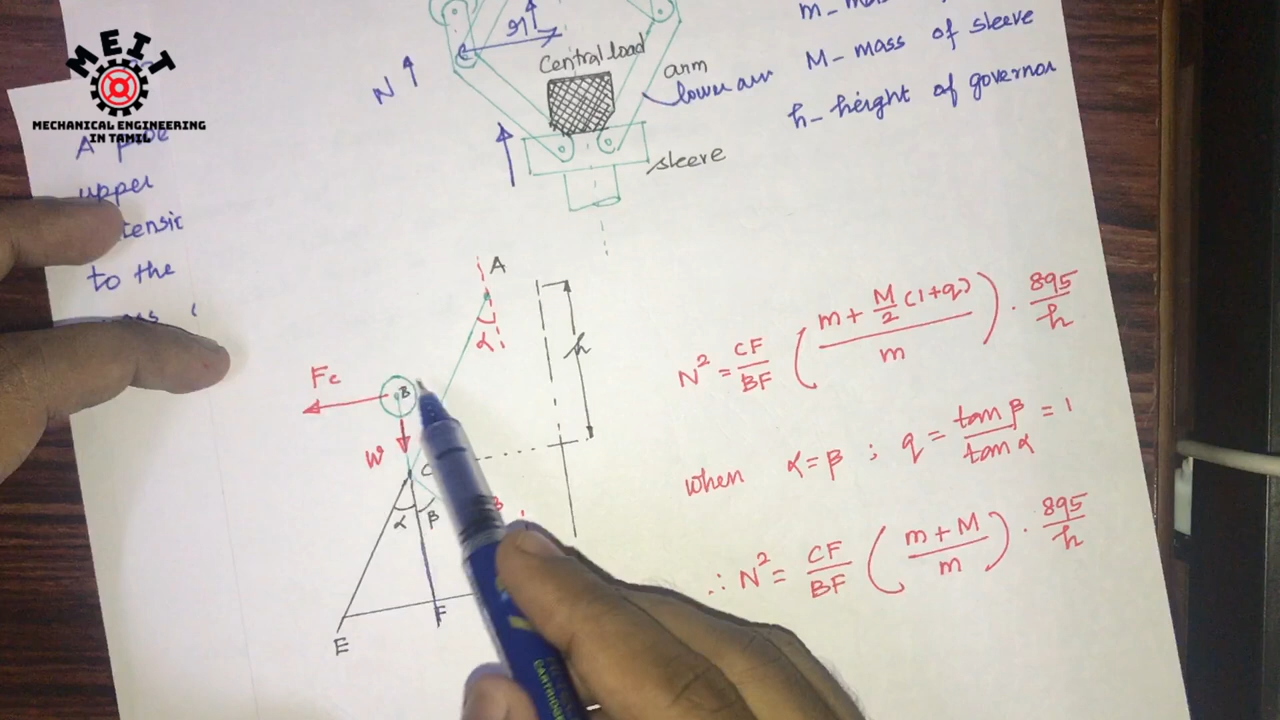 MEIT
MECHANICAL ENGINEERING
IN TAMIL
upper
to the
N ↑
central load
arm
lower arm
sleeve
M - mass of sleeve
h - height of governor
A
α
h
Fc
B
W
C
α β
E
F
N² = CF/BF ((m + M/2 (1+q))/m) · 895/h
when α = β ; q = tan β/tan α = 1
∴ N² = CF/BF ((m + M)/m) · 895/h